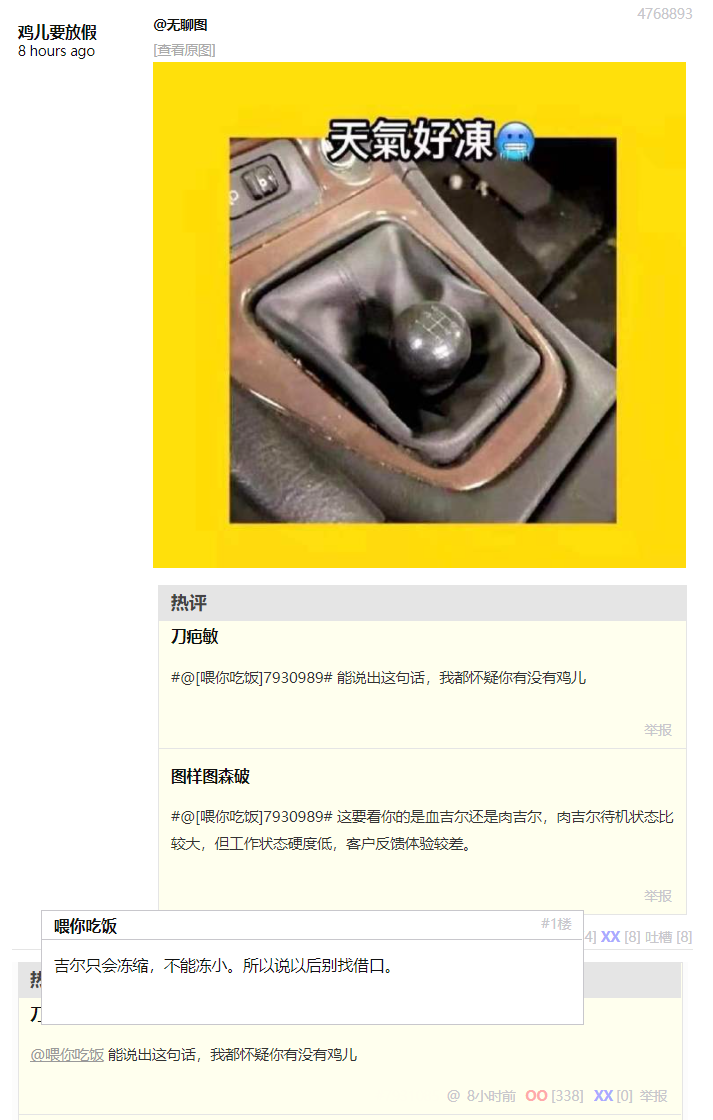 4768893
鸡儿要放假
8 hours ago
@无聊图
[查看原图]
天氣好凍🥶
热评
刀疤敏
#@[喂你吃饭]7930989# 能说出这句话，我都怀疑你有没有鸡儿
举报
图样图森破
#@[喂你吃饭]7930989# 这要看你的是血吉尔还是肉吉尔，肉吉尔待机状态比
较大，但工作状态硬度低，客户反馈体验较差。
举报
4] XX [8] 吐槽 [8]
喂你吃饭
#1楼
吉尔只会冻缩，不能冻小。所以说以后别找借口。
@喂你吃饭 能说出这句话，我都怀疑你有没有鸡儿
@ 8小时前 OO [338] XX [0] 举报